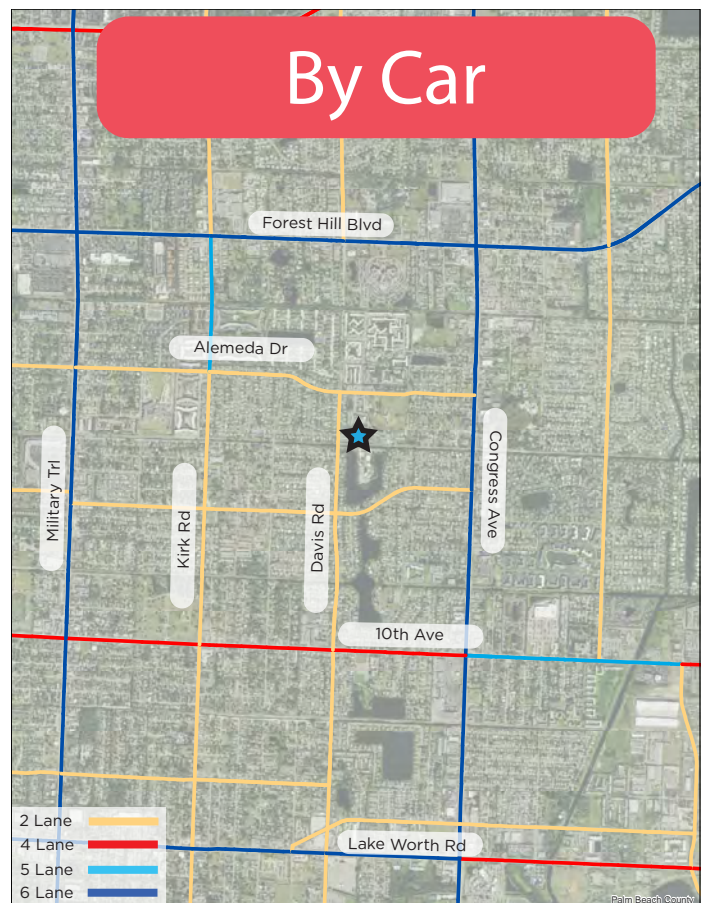 By Car
Forest Hill Blvd
Alemeda Dr
Military Trl
Kirk Rd
Davis Rd
Congress Ave
10th Ave
Lake Worth Rd
2 Lane
4 Lane
5 Lane
6 Lane
Palm Beach County